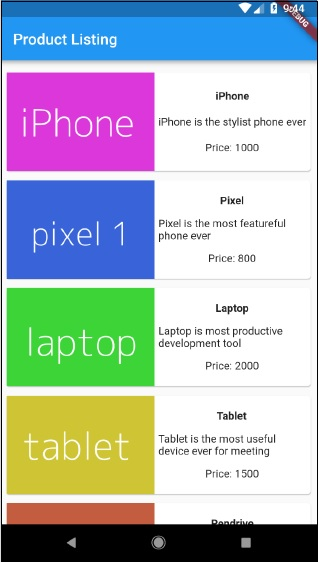 9:44
DEBUG
Product Listing
iPhone
iPhone
iPhone is the stylist phone ever
Price: 1000
pixel 1
Pixel
Pixel is the most featureful
phone ever
Price: 800
laptop
Laptop
Laptop is most productive
development tool
Price: 2000
tablet
Tablet
Tablet is the most useful
device ever for meeting
Price: 1500
Pendrive